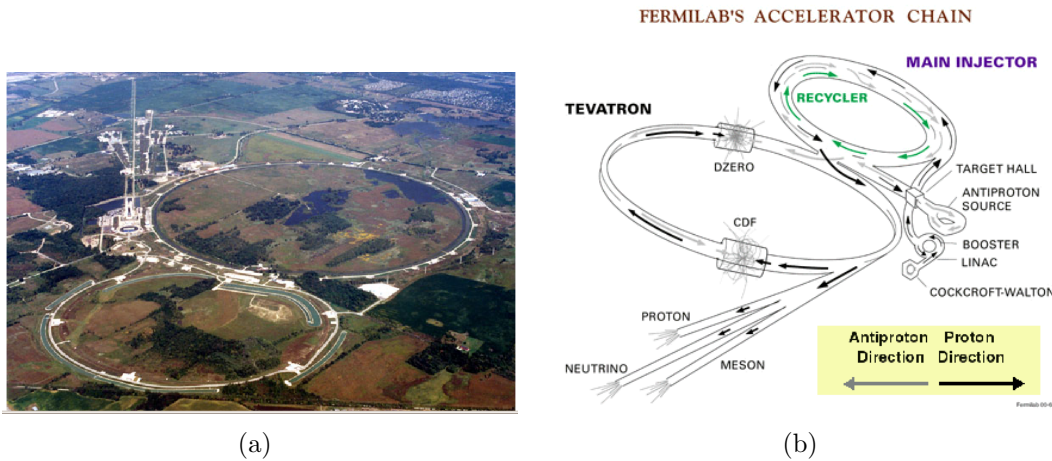 FERMILAB'S ACCELERATOR CHAIN
MAIN INJECTOR
RECYCLER
TEVATRON
DZERO
TARGET HALL
ANTIPROTON
SOURCE
CDF
BOOSTER
LINAC
COCKCROFT-WALTON
PROTON
NEUTRINO
MESON
Antiproton Proton
Direction Direction
(a)
(b)